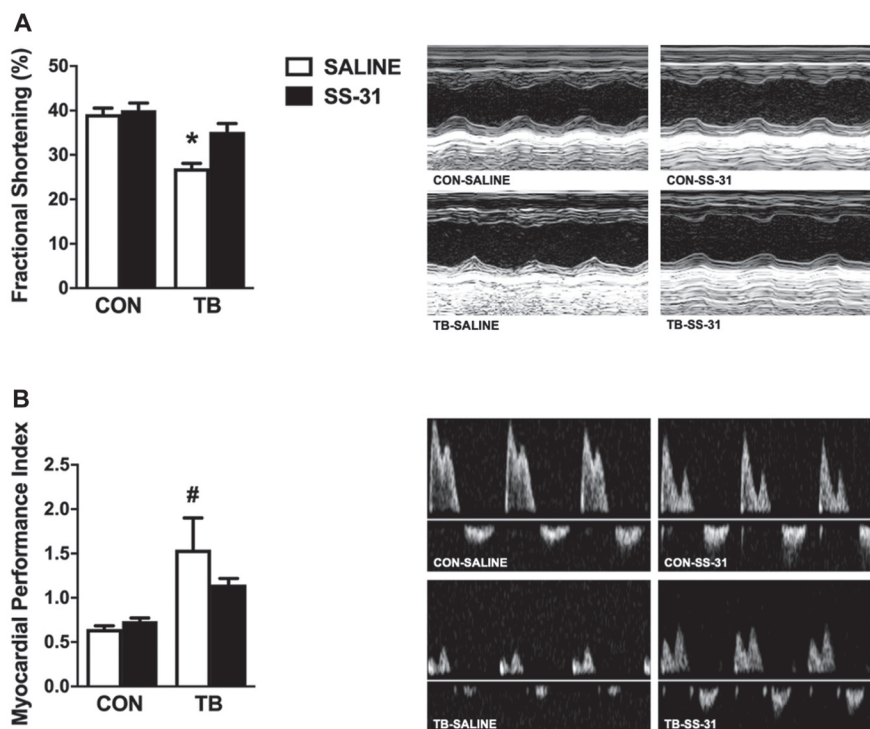 A
Fractional Shortening (%)
50
40
30
20
10
0
*
CON
TB
SALINE
SS-31
CON-SALINE
CON-SS-31
TB-SALINE
TB-SS-31
B
Myocardial Performance Index
2.5
2.0
1.5
1.0
0.5
0.0
#
CON
TB
CON-SALINE
CON-SS-31
TB-SALINE
TB-SS-31